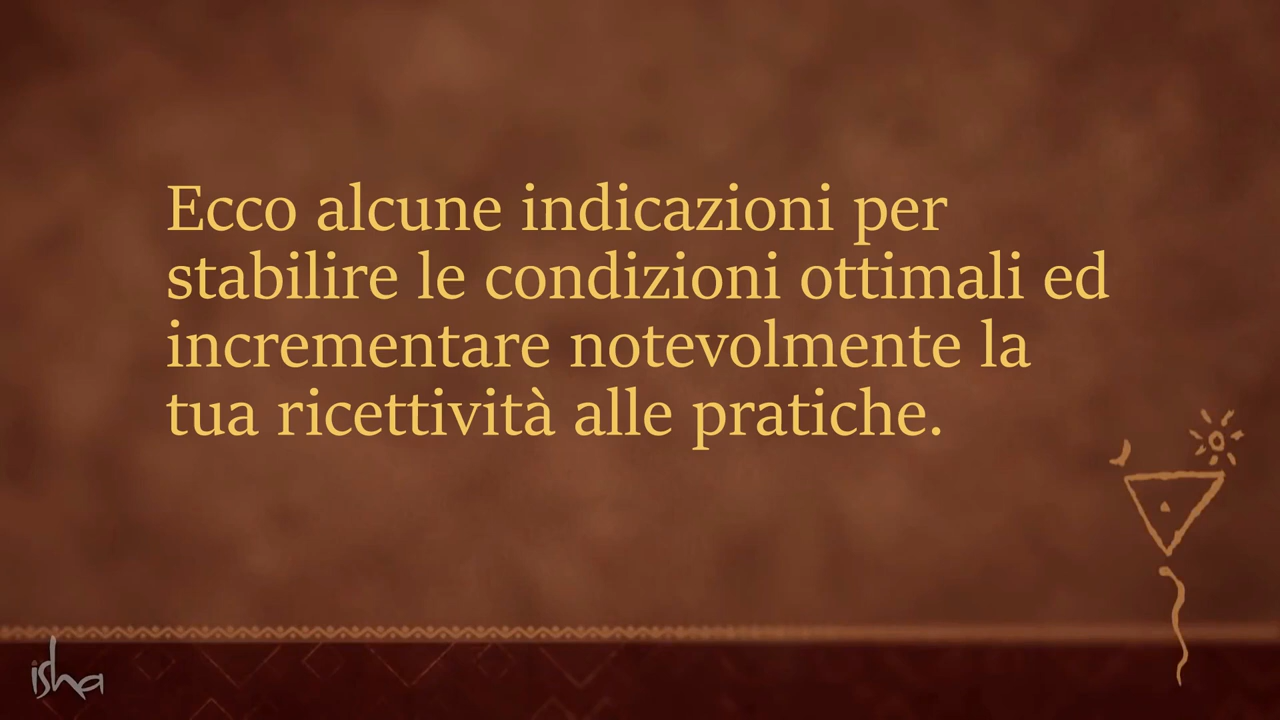 Ecco alcune indicazioni per
stabilire le condizioni ottimali ed
incrementare notevolmente la
tua ricettività alle pratiche.
isha